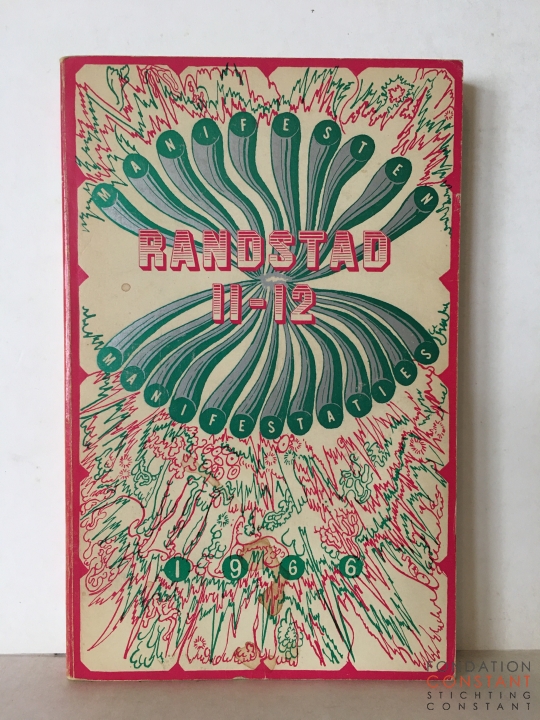 MANIFESTEN
RANDSTAD
11-12
MANIFESTATIES
1966
FONDATION
CONSTANT
STICHTING
CONSTANT